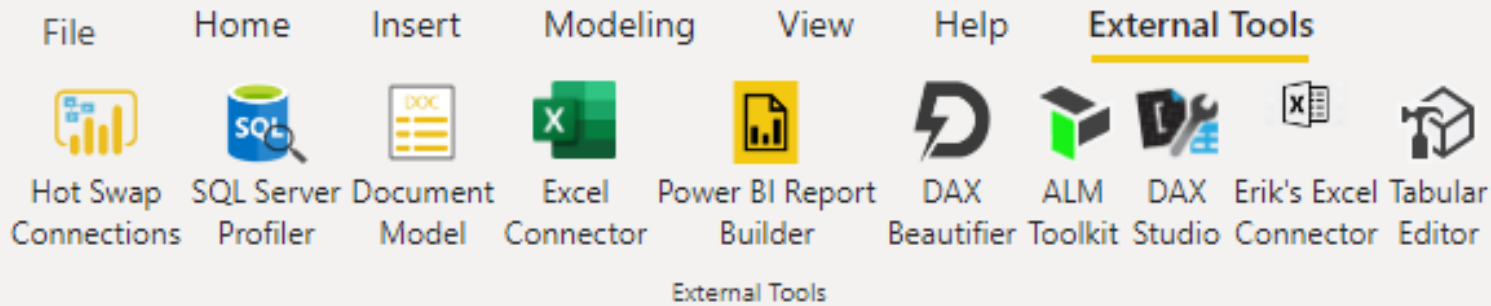 File Home Insert Modeling View Help External Tools
SQL DOC X X
Hot Swap SQL Server Document Excel Power BI Report DAX ALM DAX Erik's Excel Tabular
Connections Profiler Model Connector Builder Beautifier Toolkit Studio Connector Editor
External Tools